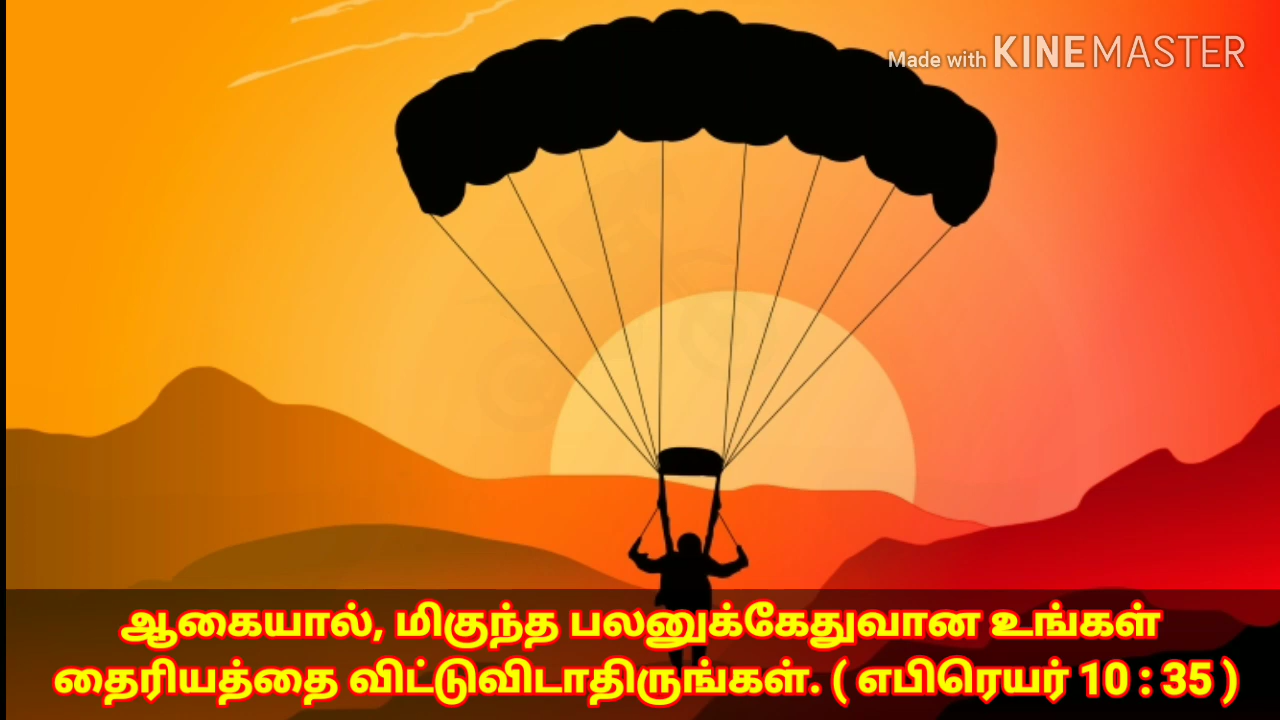 Made with KINEMASTER
ஆகையால், மிகுந்த பலனுக்கேதுவான உங்கள்
தைரியத்தை விட்டுவிடாதிருங்கள். ( எபிரெயர் 10 : 35 )